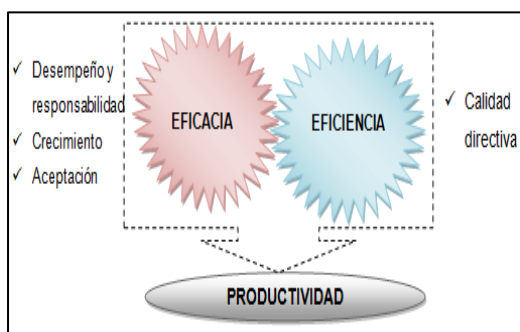 ✓ Desempeño y
responsabilidad
✓ Crecimiento
✓ Aceptación
EFICACIA
EFICIENCIA
✓ Calidad
directiva
PRODUCTIVIDAD